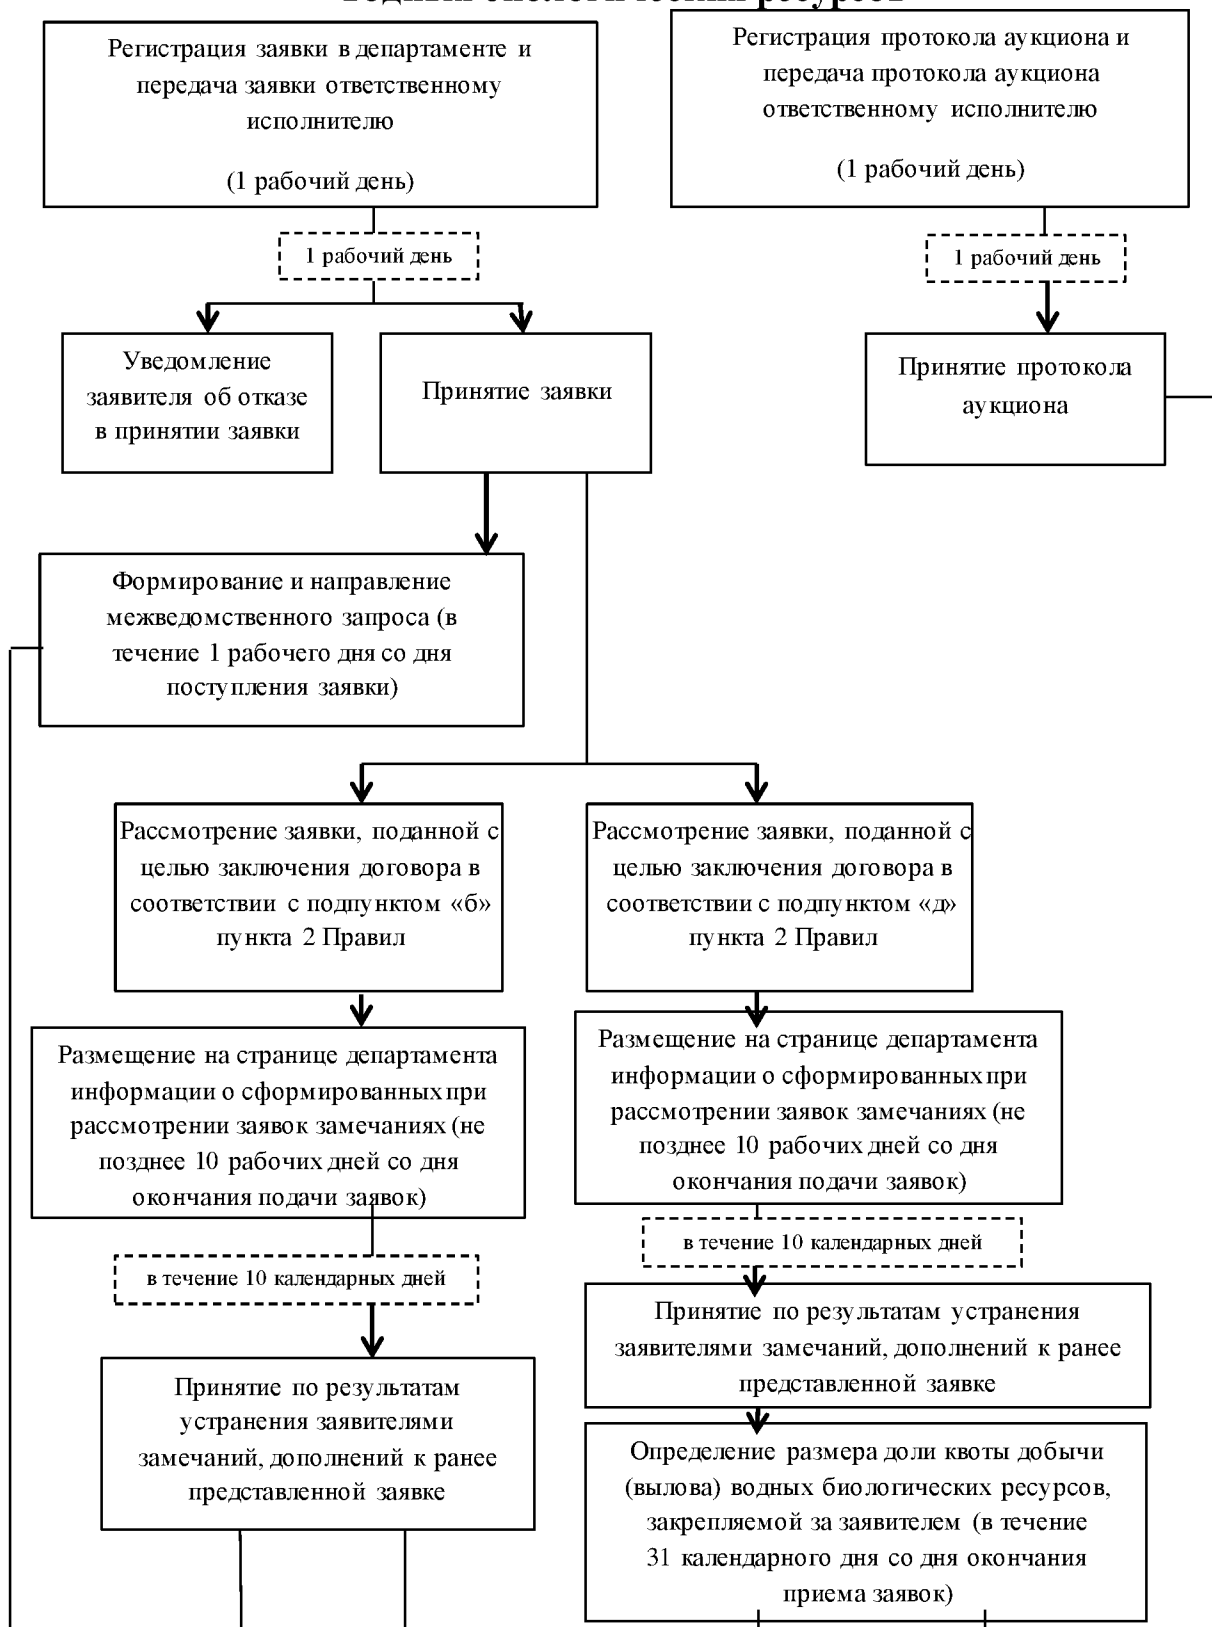 водных биологических ресурсов
Регистрация заявки в департаменте и
передача заявки ответственному
исполнителю
(1 рабочий день)
Регистрация протокола аукциона и
передача протокола аукциона
ответственному исполнителю
(1 рабочий день)
1 рабочий день
1 рабочий день
Уведомление
заявителя об отказе
в принятии заявки
Принятие заявки
Принятие протокола
аукциона
Формирование и направление
межведомственного запроса (в
течение 1 рабочего дня со дня
поступления заявки)
Рассмотрение заявки, поданной с
целью заключения договора в
соответствии с подпунктом «б»
пункта 2 Правил
Рассмотрение заявки, поданной с
целью заключения договора в
соответствии с подпунктом «д»
пункта 2 Правил
Размещение на странице департамента
информации о сформированных при
рассмотрении заявок замечаниях (не
позднее 10 рабочих дней со дня
окончания подачи заявок)
Размещение на странице департамента
информации о сформированных при
рассмотрении заявок замечаниях (не
позднее 10 рабочих дней со дня
окончания подачи заявок)
в течение 10 календарных дней
в течение 10 календарных дней
Принятие по результатам
устранения заявителями
замечаний, дополнений к ранее
представленной заявке
Принятие по результатам устранения
заявителями замечаний, дополнений к ранее
представленной заявке
Определение размера доли квоты добычи
(вылова) водных биологических ресурсов,
закрепляемой за заявителем (в течение
31 календарного дня со дня окончания
приема заявок)